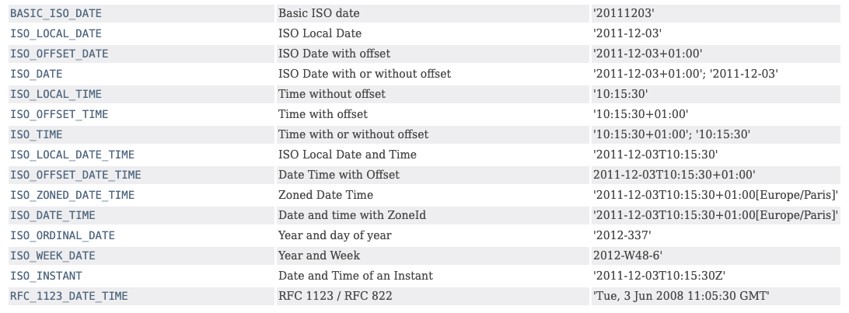 BASIC_ISO_DATE Basic ISO date '20111203'
ISO_LOCAL_DATE ISO Local Date '2011-12-03'
ISO_OFFSET_DATE ISO Date with offset '2011-12-03+01:00'
ISO_DATE ISO Date with or without offset '2011-12-03+01:00'; '2011-12-03'
ISO_LOCAL_TIME Time without offset '10:15:30'
ISO_OFFSET_TIME Time with offset '10:15:30+01:00'
ISO_TIME Time with or without offset '10:15:30+01:00'; '10:15:30'
ISO_LOCAL_DATE_TIME ISO Local Date and Time '2011-12-03T10:15:30'
ISO_OFFSET_DATE_TIME Date Time with Offset 2011-12-03T10:15:30+01:00'
ISO_ZONED_DATE_TIME Zoned Date Time '2011-12-03T10:15:30+01:00[Europe/Paris]'
ISO_DATE_TIME Date and time with ZoneId '2011-12-03T10:15:30+01:00[Europe/Paris]'
ISO_ORDINAL_DATE Year and day of year '2012-337'
ISO_WEEK_DATE Year and Week 2012-W48-6'
ISO_INSTANT Date and Time of an Instant '2011-12-03T10:15:30Z'
RFC_1123_DATE_TIME RFC 1123 / RFC 822 'Tue, 3 Jun 2008 11:05:30 GMT'